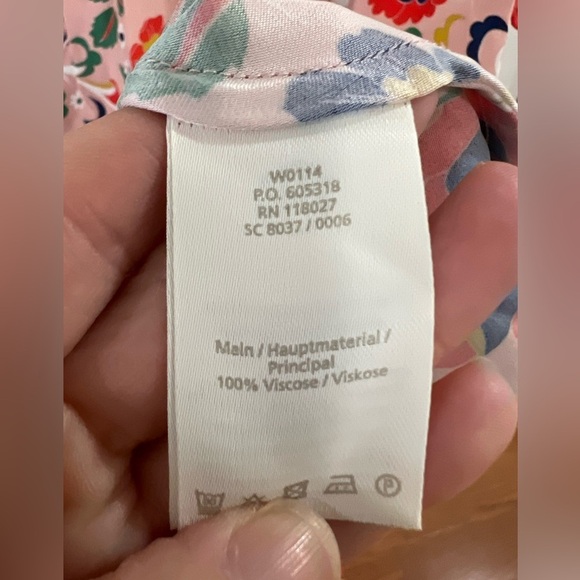 W0114
P.O. 605318
RN 118027
SC 8037 / 0006
Main / Hauptmaterial /
Principal
100% Viscose / Viskose